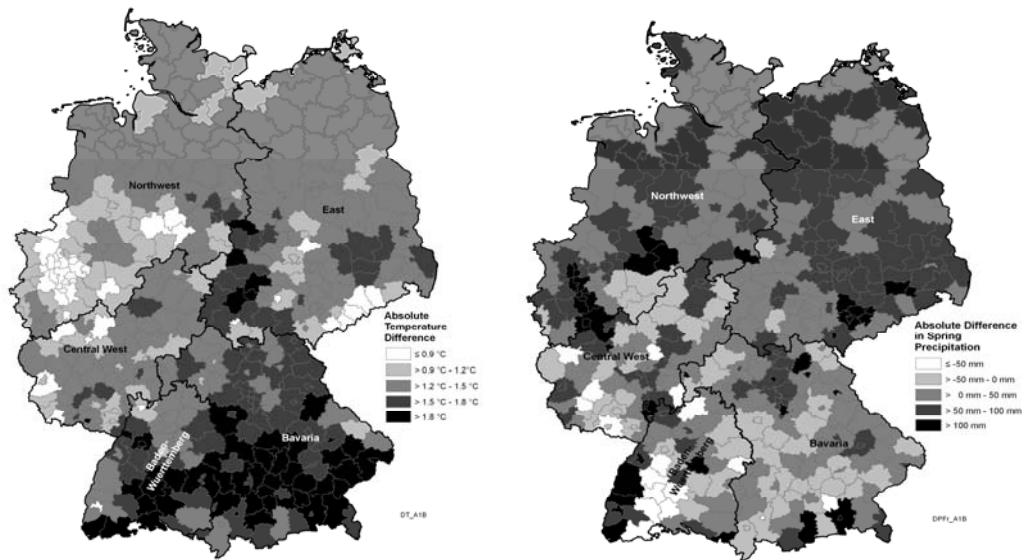 Northwest
East
Central West
Baden-
Wuerttemberg
Bavaria
Absolute
Temperature
Difference
≤ 0.9 °C
> 0.9 °C - 1.2°C
> 1.2 °C - 1.5 °C
> 1.5 °C - 1.8 °C
> 1.8 °C
DT_A1B
Northwest
East
Central West
Baden-
Wuerttemberg
Bavaria
Absolute Difference
in Spring
Precipitation
≤ -50 mm
> -50 mm - 0 mm
> 0 mm - 50 mm
> 50 mm - 100 mm
> 100 mm
DPFr_A1B